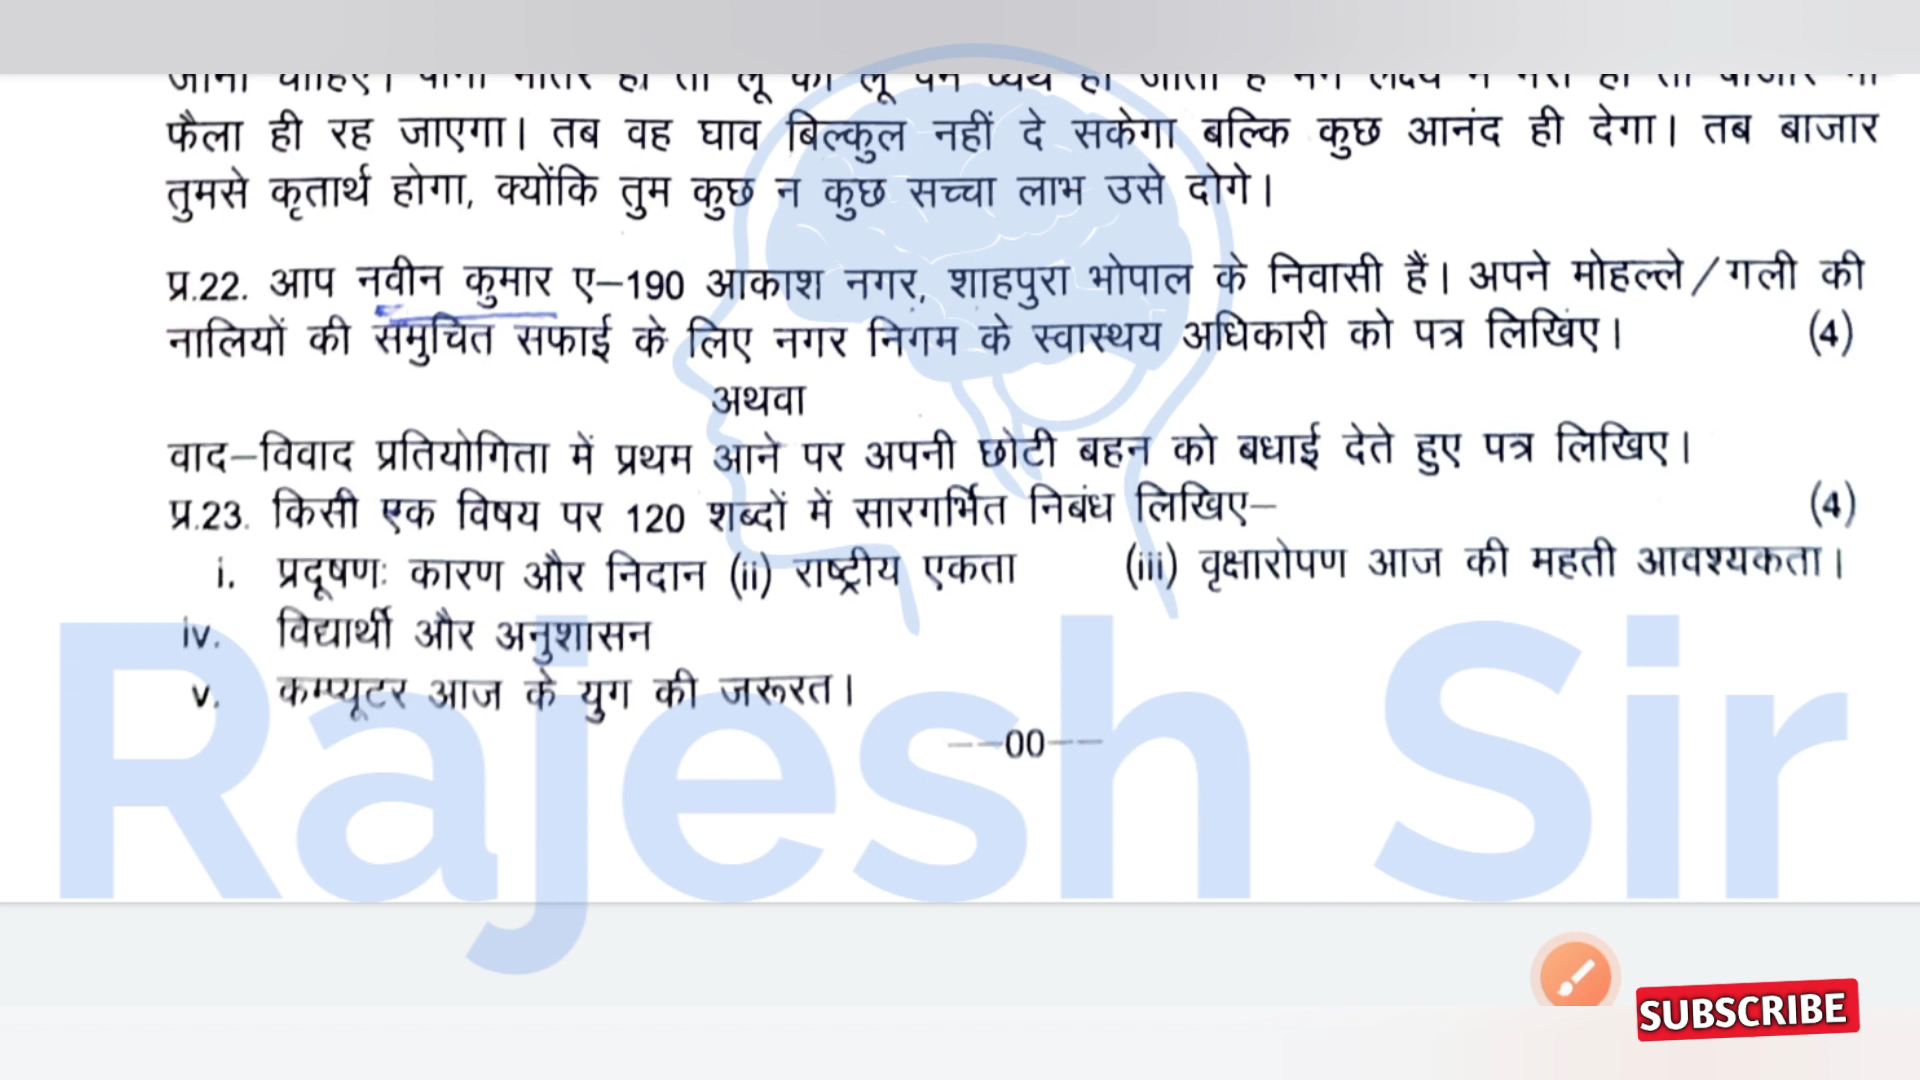 फैला ही रह जाएगा। तब वह घाव बिल्कुल नहीं दे सकेगा बल्कि कुछ आनंद ही देगा। तब बाजार
तुमसे कृतार्थ होगा, क्योंकि तुम कुछ न कुछ सच्चा लाभ उसे दोगे।
प्र.22. आप नवीन कुमार ए–190 आकाश नगर, शाहपुरा भोपाल के निवासी हैं। अपने मोहल्ले/गली की
नालियों की समुचित सफाई के लिए नगर निगम के स्वास्थय अधिकारी को पत्र लिखिए। (4)
अथवा
वाद–विवाद प्रतियोगिता में प्रथम आने पर अपनी छोटी बहन को बधाई देते हुए पत्र लिखिए।
प्र.23. किसी एक विषय पर 120 शब्दों में सारगर्भित निबंध लिखिए– (4)
i. प्रदूषणः कारण और निदान (ii) राष्ट्रीय एकता (iii) वृक्षारोपण आज की महती आवश्यकता।
iv. विद्यार्थी और अनुशासन
v. कम्प्यूटर आज के युग की जरूरत।
––00––
Rajesh Sir
SUBSCRIBE